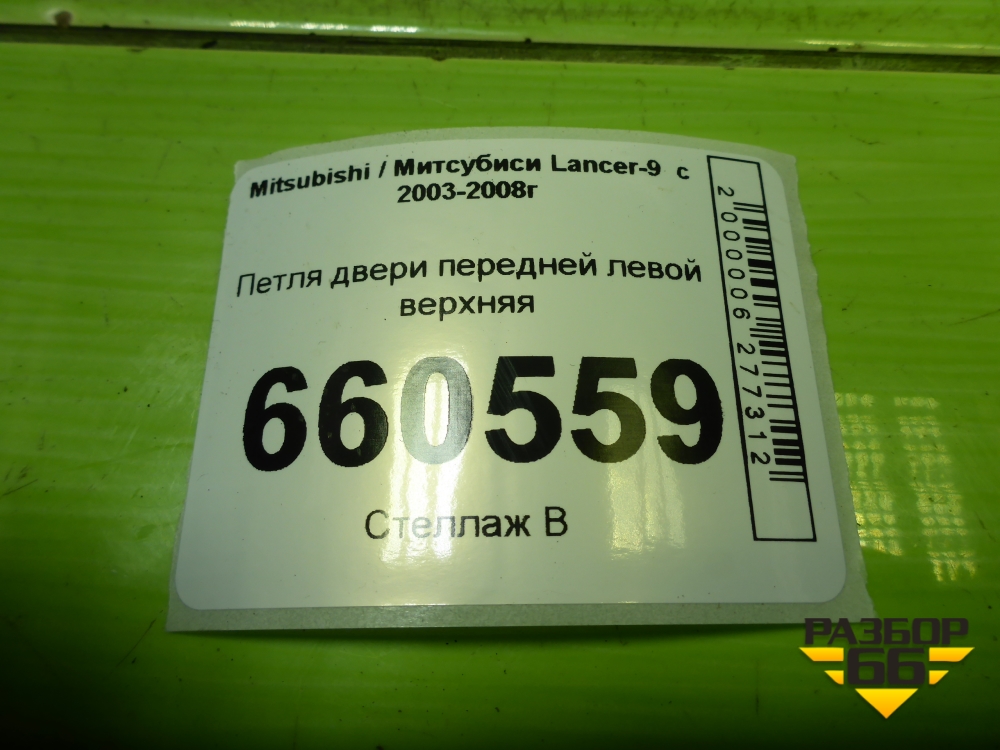 Mitsubishi / Митсубиси Lancer-9 с
2003-2008г
Петля двери передней левой
верхняя
660559
Стеллаж В
2000006277312
РАЗБОР
66